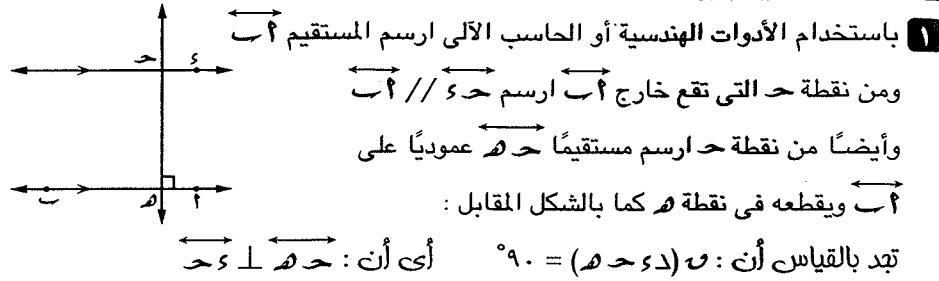 ١ باستخدام الأدوات الهندسية أو الحاسب الآلى ارسم المستقيم أب
ومن نقطة حـ التى تقع خارج أب ارسم حـ ء // أب
وأيضًا من نقطة حـ ارسم مستقيمًا حـ هـ عموديًا على
أب ويقطعه فى نقطة هـ كما بالشكل المقابل :
تجد بالقياس أن : ق (د ء حـ هـ) = ٩٠° أى أن : حـ هـ ⊥ ء حـ
حـ ء
ب هـ أ